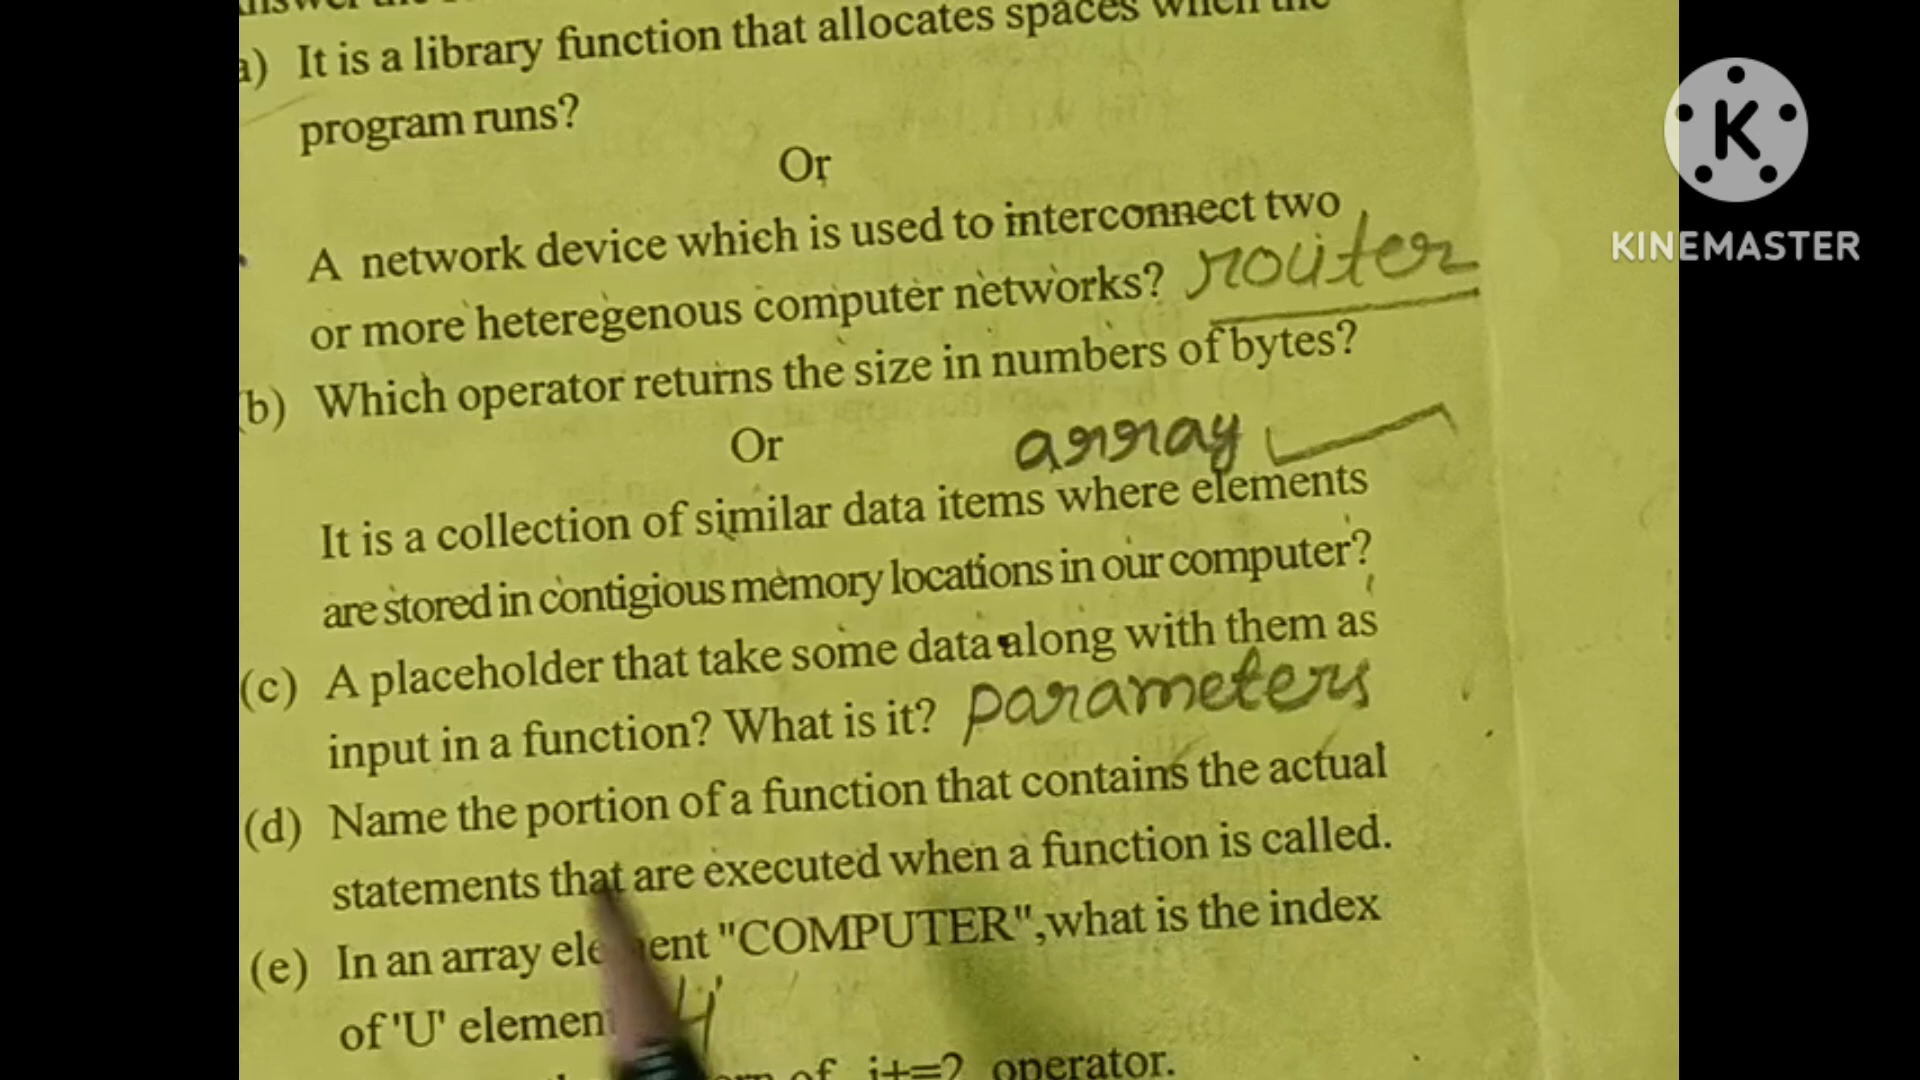 a) It is a library function that allocates spaces when the
program runs?
Or
A network device which is used to interconnect two
or more heteregenous computer networks? router
(b) Which operator returns the size in numbers of bytes?
Or array
It is a collection of similar data items where elements
are stored in contigious memory locations in our computer?
(c) A placeholder that take some data along with them as
input in a function? What is it? parameters
(d) Name the portion of a function that contains the actual
statements that are executed when a function is called.
(e) In an array element "COMPUTER", what is the index
of 'U' element
of i+=2 operator.
KINEMASTER